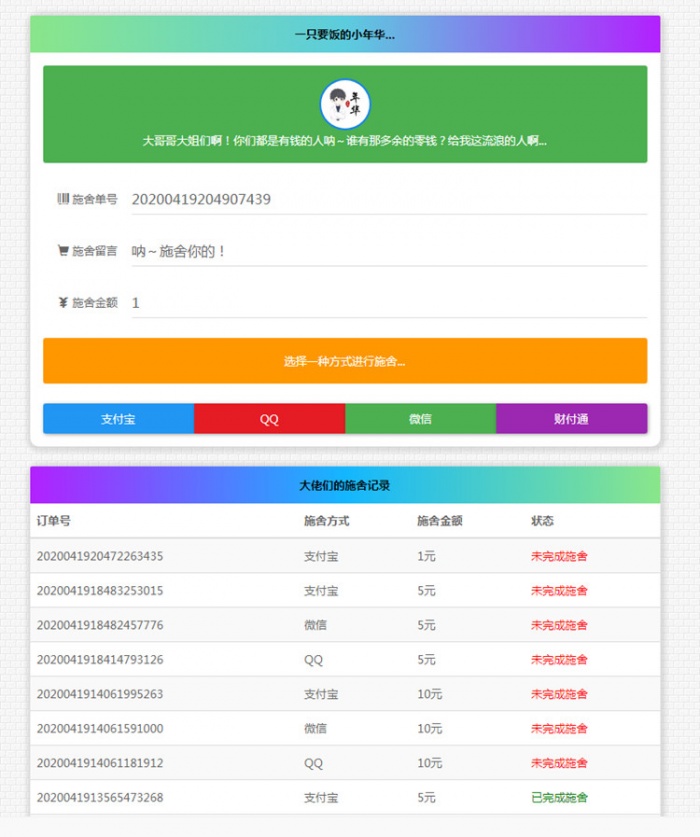 一只要饭的小年华...
年华
大哥哥大姐们啊！你们都是有钱的人呐～谁有那多余的零钱？给我这流浪的人啊...
施舍单号 20200419204907439
施舍留言 呐～施舍你的！
施舍金额 1
选择一种方式进行施舍...
支付宝 QQ 微信 财付通
大佬们的施舍记录
订单号 施舍方式 施舍金额 状态
2020041920472263435 支付宝 1元 未完成施舍
2020041918483253015 支付宝 5元 未完成施舍
2020041918482457776 微信 5元 未完成施舍
2020041918414793126 QQ 5元 未完成施舍
2020041914061995263 支付宝 10元 未完成施舍
2020041914061591000 微信 10元 未完成施舍
2020041914061181912 QQ 10元 未完成施舍
2020041913565473268 支付宝 5元 已完成施舍